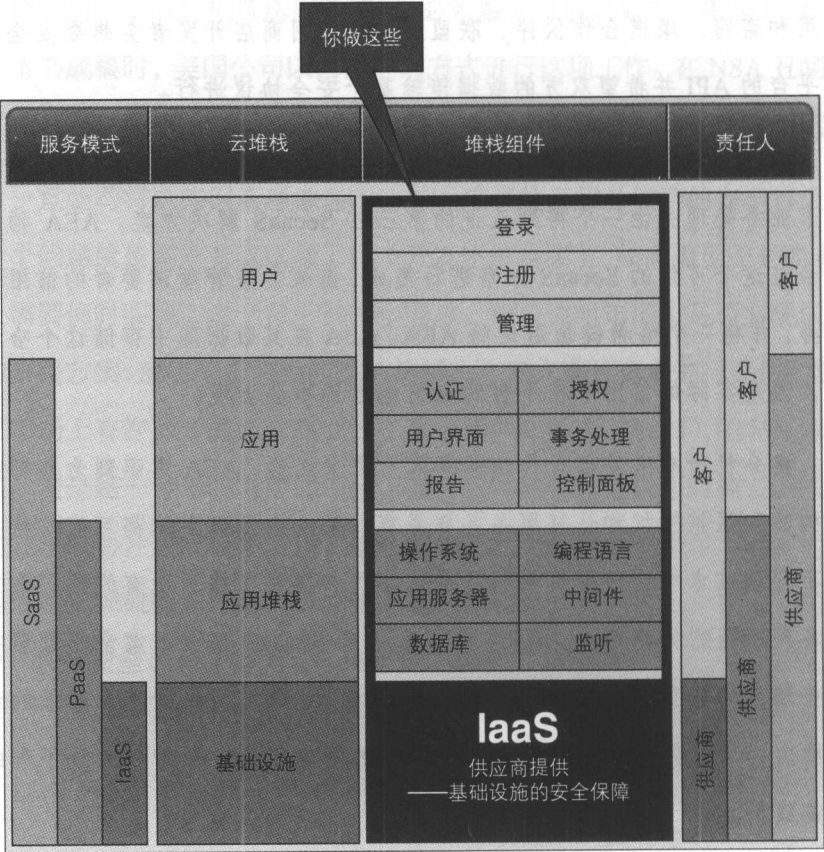 你做这些
服务模式 云堆栈 堆栈组件 责任人
用户
登录
注册
管理
客户
应用
认证 授权
用户界面 事务处理
报告 控制面板
客户
客户
SaaS
应用堆栈
操作系统 编程语言
应用服务器 中间件
数据库 监听
供应商
PaaS
供应商
IaaS
基础设施
IaaS
供应商提供
——基础设施的安全保障
供应商